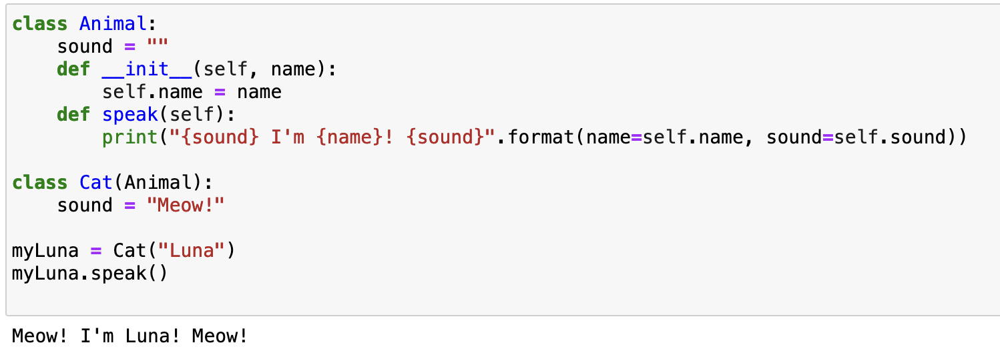 class Animal:
    sound = ""
    def __init__(self, name):
        self.name = name
    def speak(self):
        print("{sound} I'm {name}! {sound}".format(name=self.name, sound=self.sound))

class Cat(Animal):
    sound = "Meow!"

myLuna = Cat("Luna")
myLuna.speak()

Meow! I'm Luna! Meow!